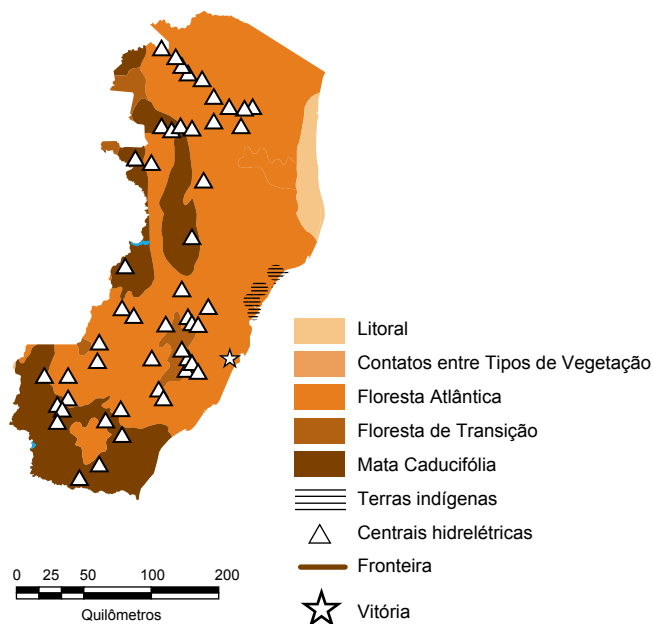 Litoral
Contatos entre Tipos de Vegetação
Floresta Atlântica
Floresta de Transição
Mata Caducifólia
Terras indígenas
Centrais hidrelétricas
Fronteira
Vitória
0 25 50 100 200
Quilômetros